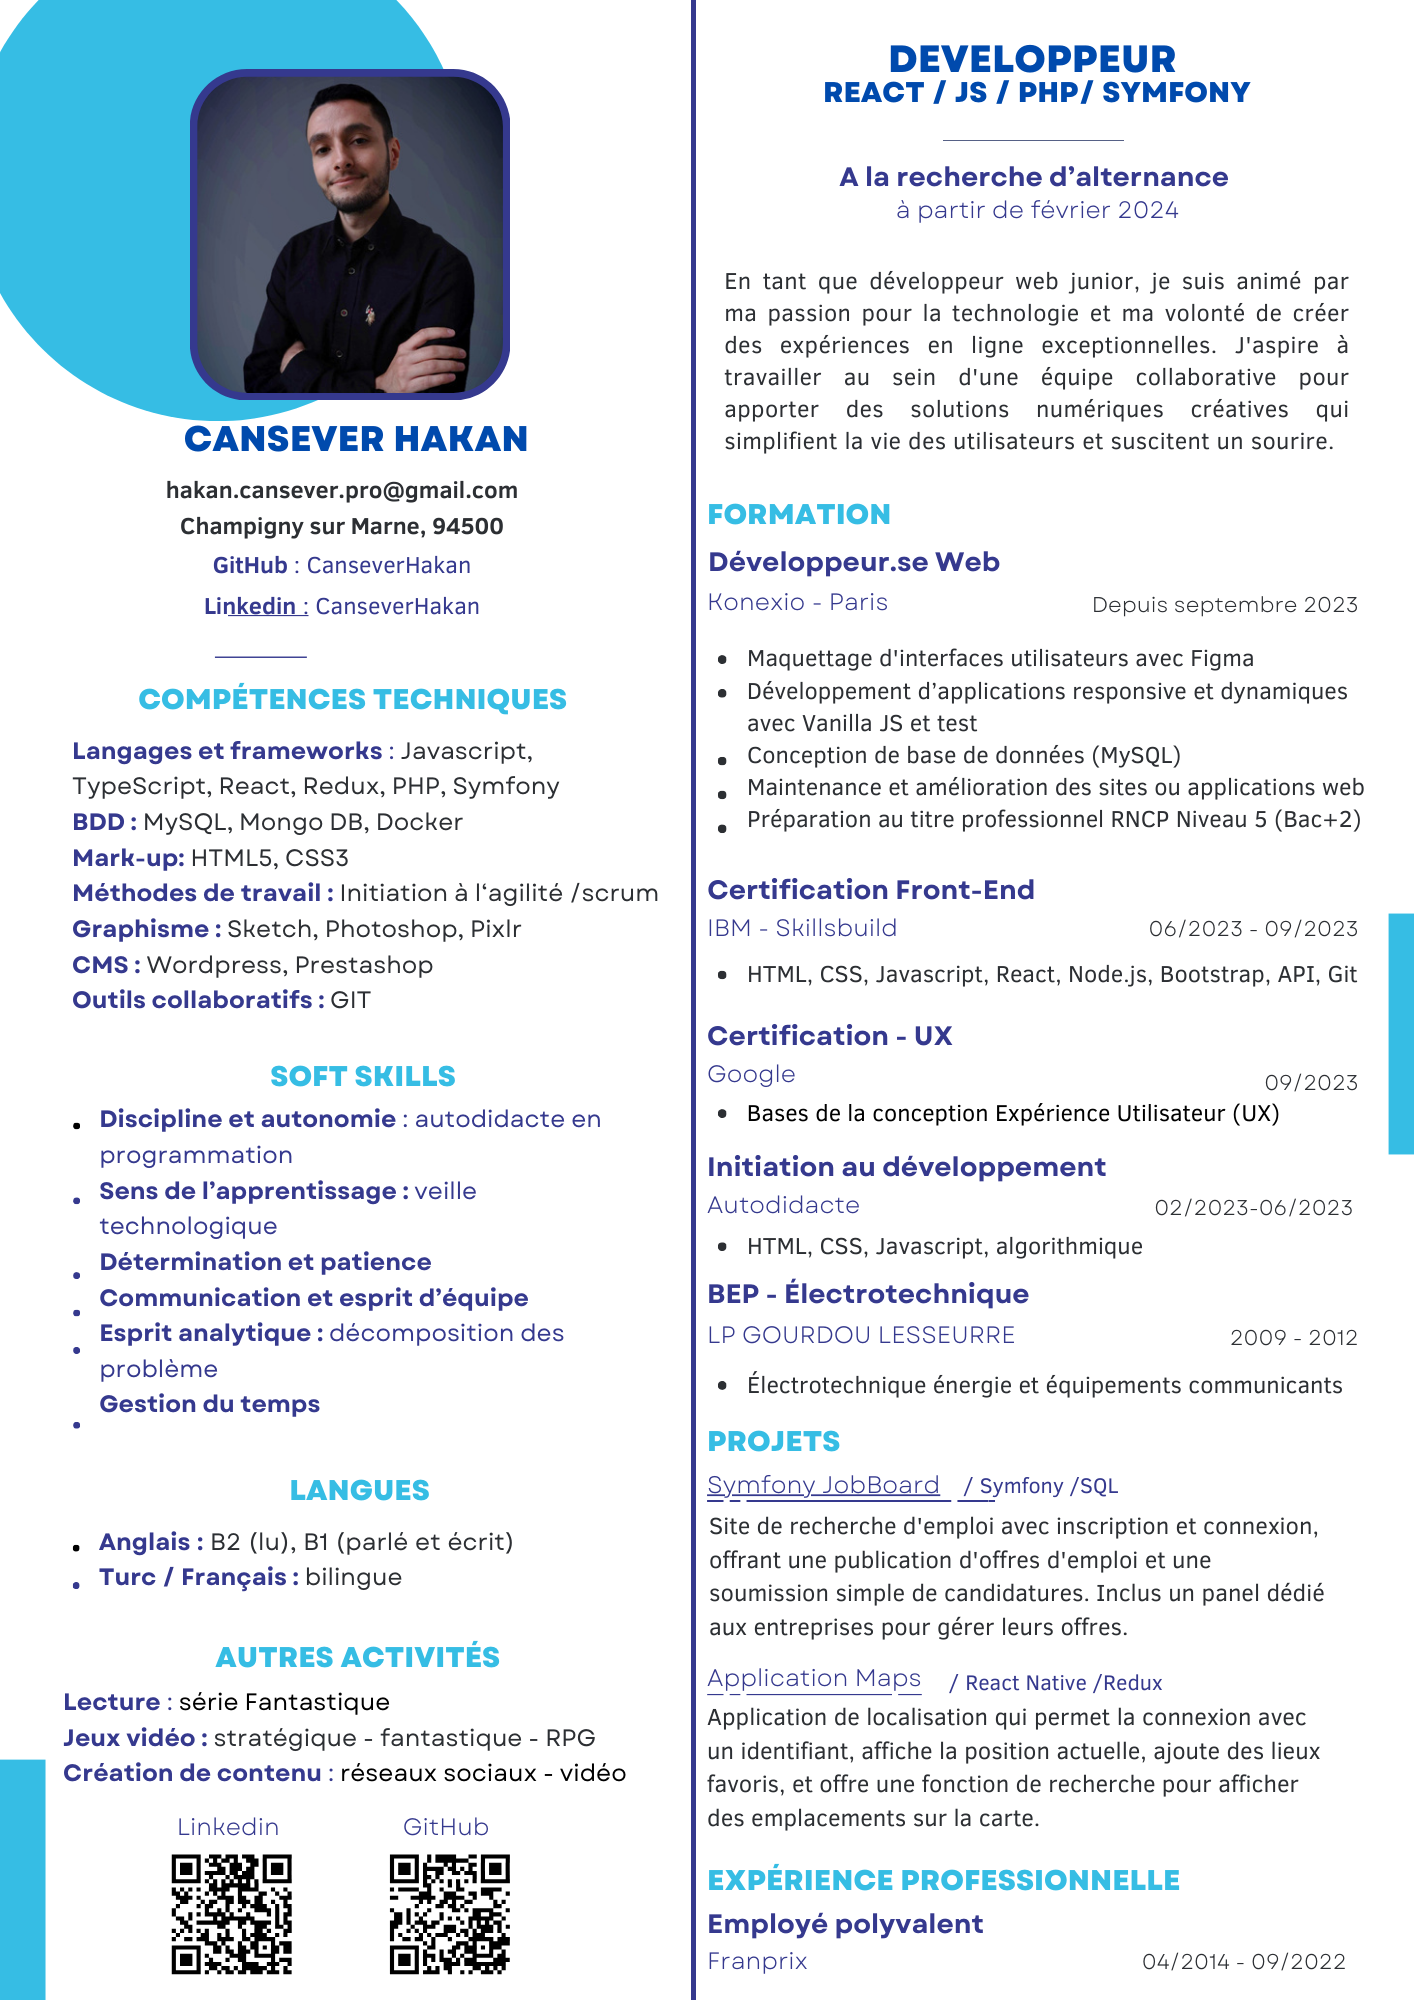 CANSEVER HAKAN
hakan.cansever.pro@gmail.com
Champigny sur Marne, 94500
GitHub : CanseverHakan
Linkedin : CanseverHakan
COMPÉTENCES TECHNIQUES
Langages et frameworks : Javascript,
TypeScript, React, Redux, PHP, Symfony
BDD : MySQL, Mongo DB, Docker
Mark-up: HTML5, CSS3
Méthodes de travail : Initiation à l‘agilité /scrum
Graphisme : Sketch, Photoshop, Pixlr
CMS : Wordpress, Prestashop
Outils collaboratifs : GIT
SOFT SKILLS
• Discipline et autonomie : autodidacte en
programmation
• Sens de l’apprentissage : veille
technologique
• Détermination et patience
• Communication et esprit d’équipe
• Esprit analytique : décomposition des
problème
• Gestion du temps
LANGUES
• Anglais : B2 (lu), B1 (parlé et écrit)
• Turc / Français : bilingue
AUTRES ACTIVITÉS
Lecture : série Fantastique
Jeux vidéo : stratégique - fantastique - RPG
Création de contenu : réseaux sociaux - vidéo
Linkedin GitHub
DEVELOPPEUR
REACT / JS / PHP/ SYMFONY
A la recherche d’alternance
à partir de février 2024
En tant que développeur web junior, je suis animé par
ma passion pour la technologie et ma volonté de créer
des expériences en ligne exceptionnelles. J'aspire à
travailler au sein d'une équipe collaborative pour
apporter des solutions numériques créatives qui
simplifient la vie des utilisateurs et suscitent un sourire.
FORMATION
Développeur.se Web
Konexio - Paris Depuis septembre 2023
• Maquettage d'interfaces utilisateurs avec Figma
• Développement d’applications responsive et dynamiques
avec Vanilla JS et test
• Conception de base de données (MySQL)
• Maintenance et amélioration des sites ou applications web
• Préparation au titre professionnel RNCP Niveau 5 (Bac+2)
Certification Front-End
IBM - Skillsbuild 06/2023 - 09/2023
• HTML, CSS, Javascript, React, Node.js, Bootstrap, API, Git
Certification - UX
Google 09/2023
• Bases de la conception Expérience Utilisateur (UX)
Initiation au développement
Autodidacte 02/2023-06/2023
• HTML, CSS, Javascript, algorithmique
BEP - Électrotechnique
LP GOURDOU LESSEURRE 2009 - 2012
• Électrotechnique énergie et équipements communicants
PROJETS
Symfony JobBoard / Symfony /SQL
Site de recherche d'emploi avec inscription et connexion,
offrant une publication d'offres d'emploi et une
soumission simple de candidatures. Inclus un panel dédié
aux entreprises pour gérer leurs offres.
Application Maps / React Native /Redux
Application de localisation qui permet la connexion avec
un identifiant, affiche la position actuelle, ajoute des lieux
favoris, et offre une fonction de recherche pour afficher
des emplacements sur la carte.
EXPÉRIENCE PROFESSIONNELLE
Employé polyvalent
Franprix 04/2014 - 09/2022